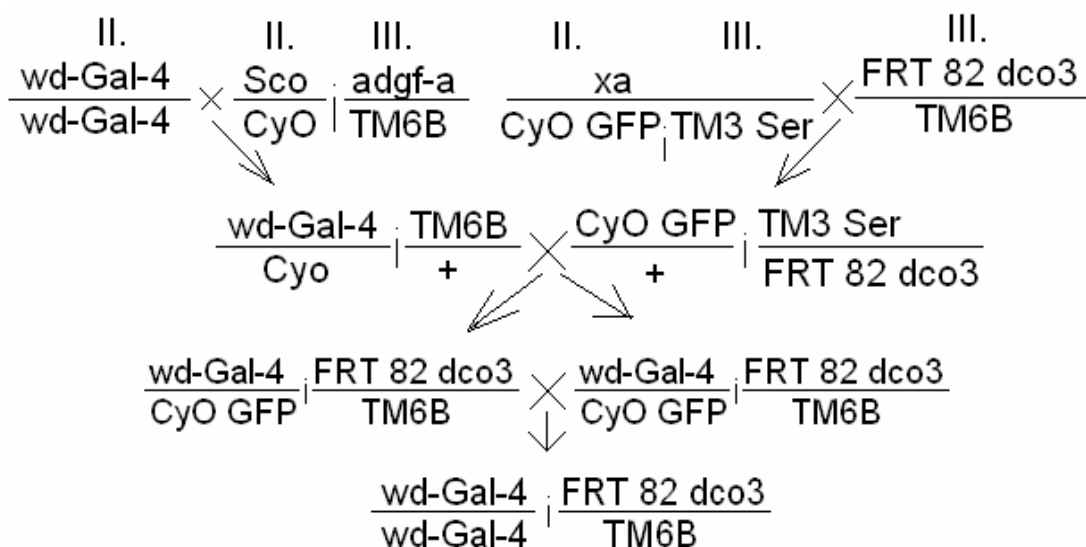 II. II. III. II. III. III.
wd-Gal-4 Sco adgf-a xa FRT 82 dco3
wd-Gal-4 × CyO ; TM6B CyO GFP ; TM3 Ser × TM6B
wd-Gal-4 ; TM6B × CyO GFP ; TM3 Ser
Cyo + + FRT 82 dco3
wd-Gal-4 ; FRT 82 dco3 × wd-Gal-4 ; FRT 82 dco3
CyO GFP TM6B CyO GFP TM6B
wd-Gal-4 ; FRT 82 dco3
wd-Gal-4 TM6B